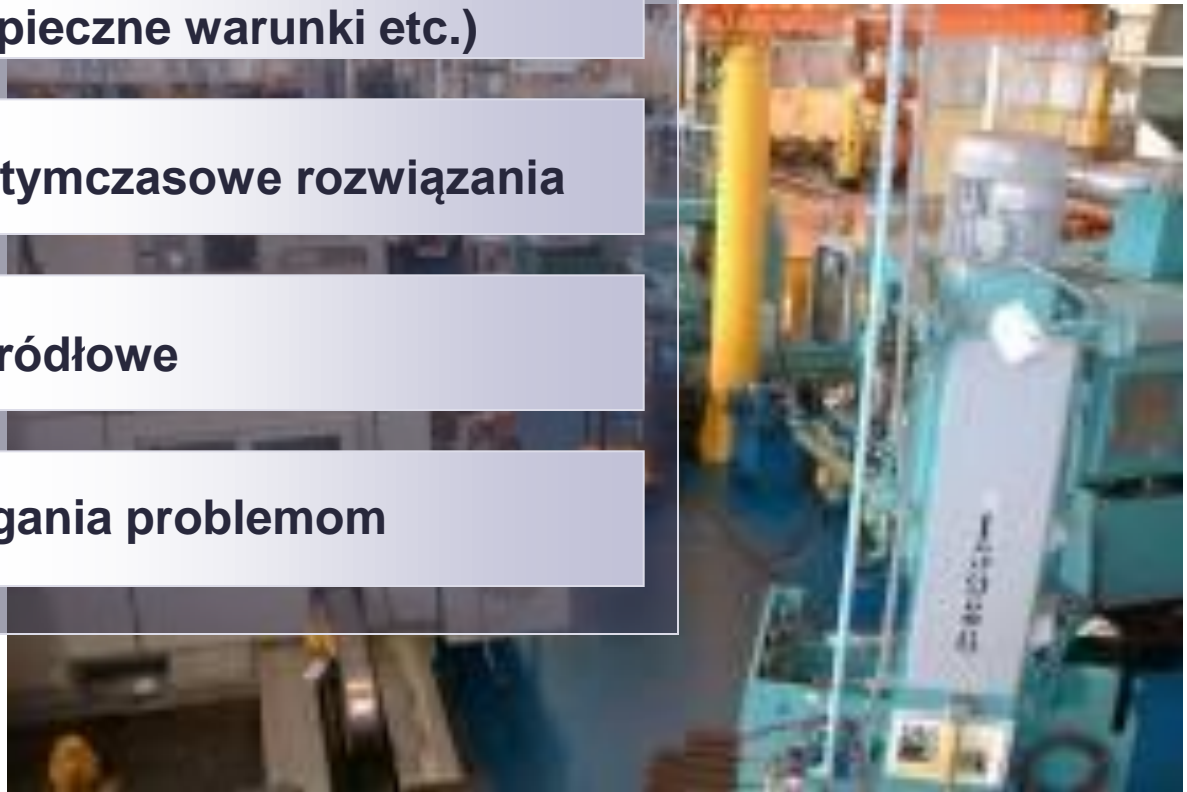 pieczne warunki etc.)
tymczasowe rozwiązania
ródłowe
gania problemom